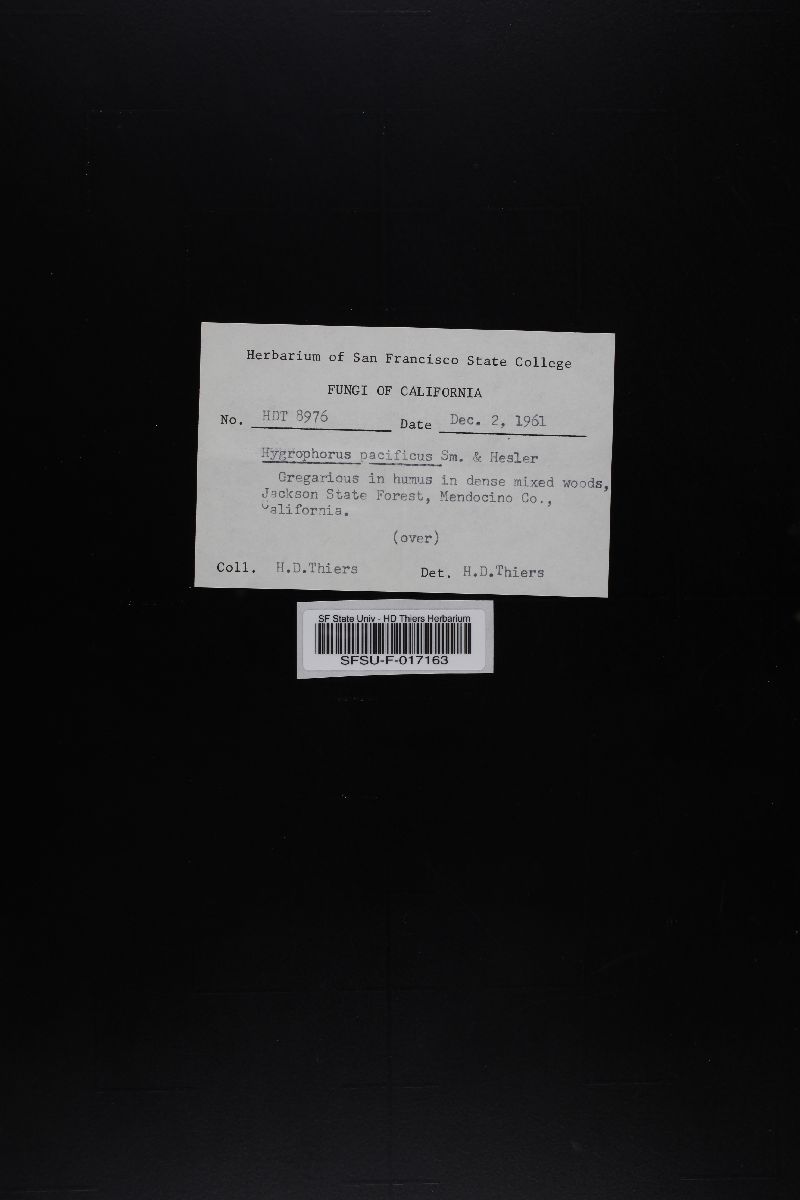 Herbarium of San Francisco State College
FUNGI OF CALIFORNIA
No. HDT 8976 Date Dec. 2, 1961
Hygrophorus pacificus Sm. & Hesler
Gregarious in humus in dense mixed woods,
Jackson State Forest, Mendocino Co.,
California.
(over)
Coll. H.D.Thiers Det. H.D.Thiers
SF State Univ - HD Thiers Herbarium
SFSU-F-017163